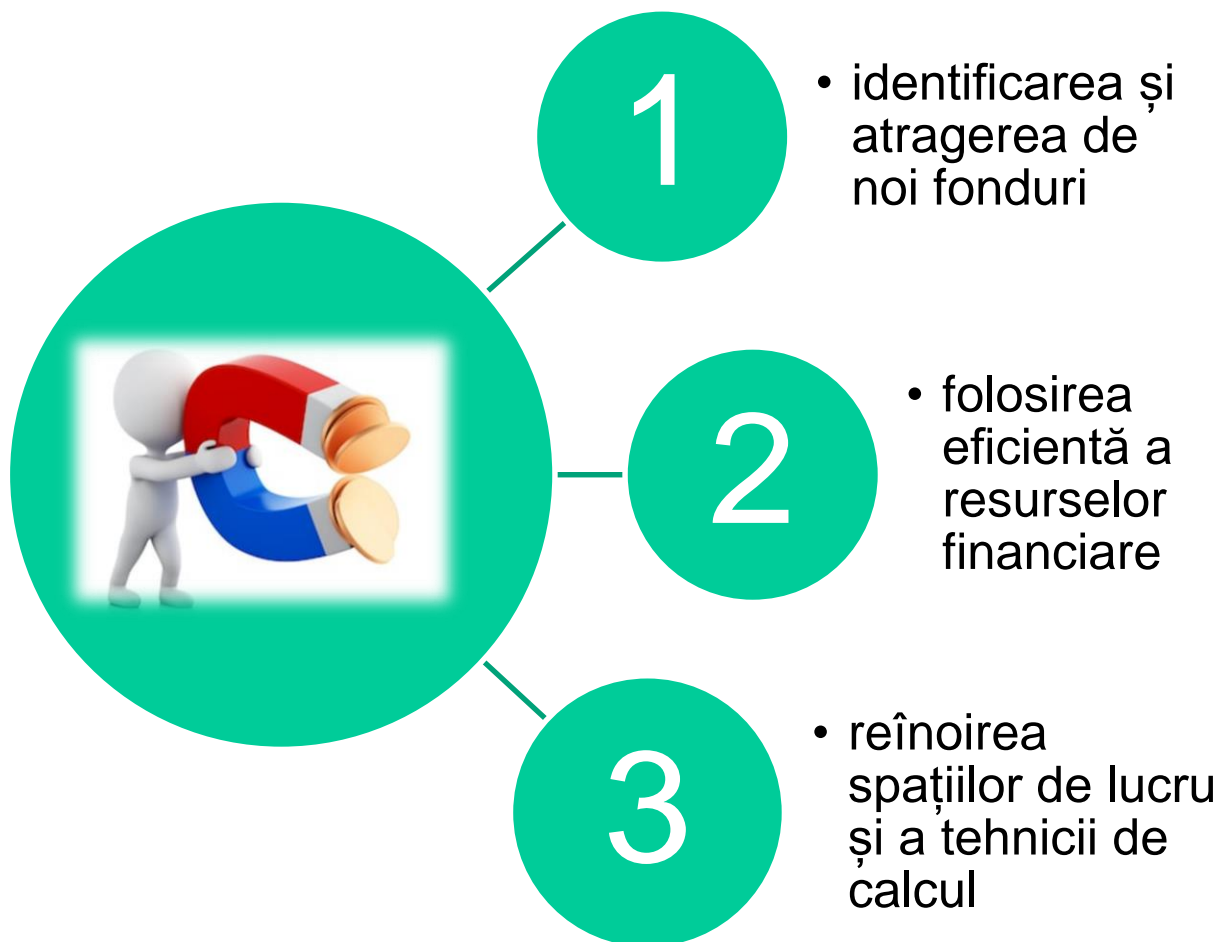 1
• identificarea și
atragerea de
noi fonduri
2
• folosirea
eficientă a
resurselor
financiare
3
• reînoirea
spațiilor de lucru
și a tehnicii de
calcul